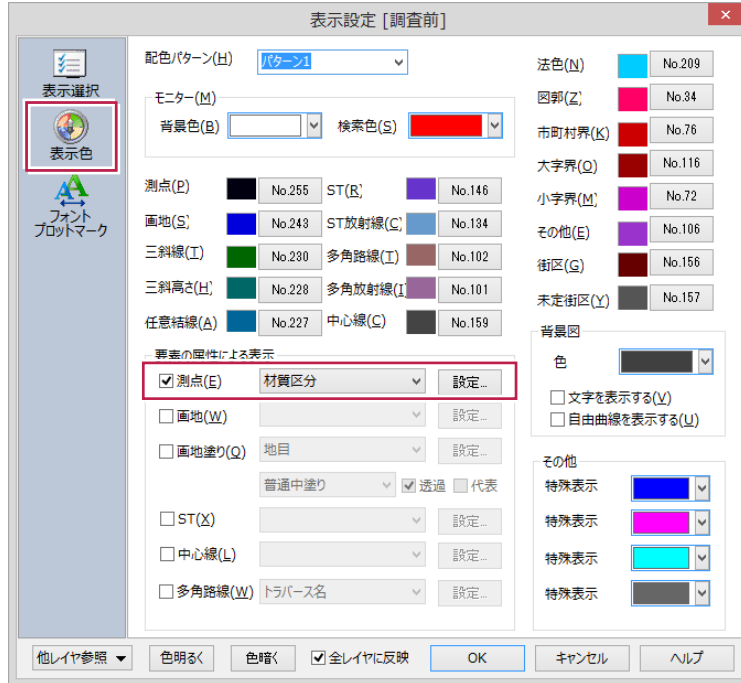 表示設定 [調査前]
表示選択
表示色
フォント
プロットマーク
配色パターン(H) パターン1
モニター(M)
背景色(B) 検索色(S)
測点(P) No.255 ST(R) No.146
画地(S) No.243 ST放射線(C) No.134
三斜線(T) No.230 多角路線(T) No.102
三斜高さ(H) No.228 多角放射線(I) No.101
任意結線(A) No.227 中心線(C) No.159
要素の属性による表示
測点(E) 材質区分 設定...
画地(W) 設定...
画地塗り(Q) 地目 設定...
普通中塗り 透過 代表
ST(X) 設定...
中心線(L) 設定...
多角路線(W) トラバース名 設定...
法色(N) No.209
図郭(Z) No.34
市町村界(K) No.76
大字界(O) No.116
小字界(M) No.72
その他(E) No.106
街区(G) No.156
未定街区(Y) No.157
背景図
色
文字を表示する(V)
自由曲線を表示する(U)
その他
特殊表示
特殊表示
特殊表示
特殊表示
他レイヤ参照 色明るく 色暗く 全レイヤに反映 OK キャンセル ヘルプ